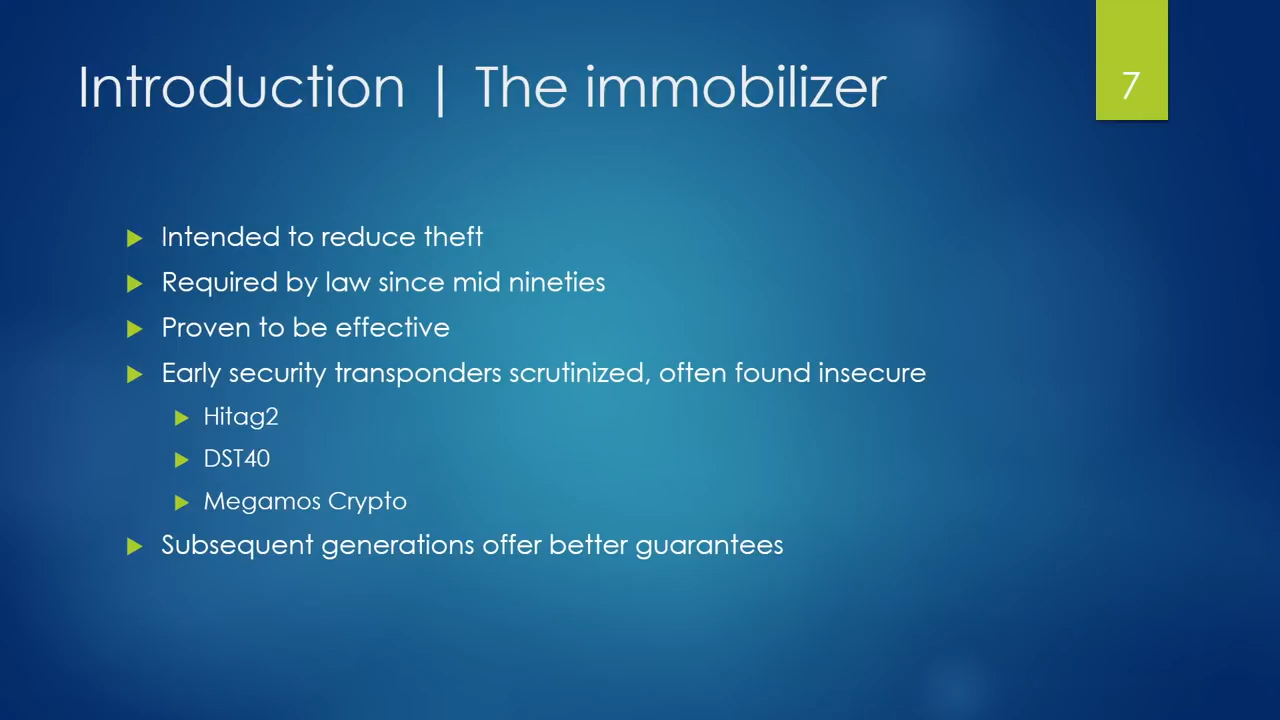 Introduction | The immobilizer
7
Intended to reduce theft
Required by law since mid nineties
Proven to be effective
Early security transponders scrutinized, often found insecure
Hitag2
DST40
Megamos Crypto
Subsequent generations offer better guarantees